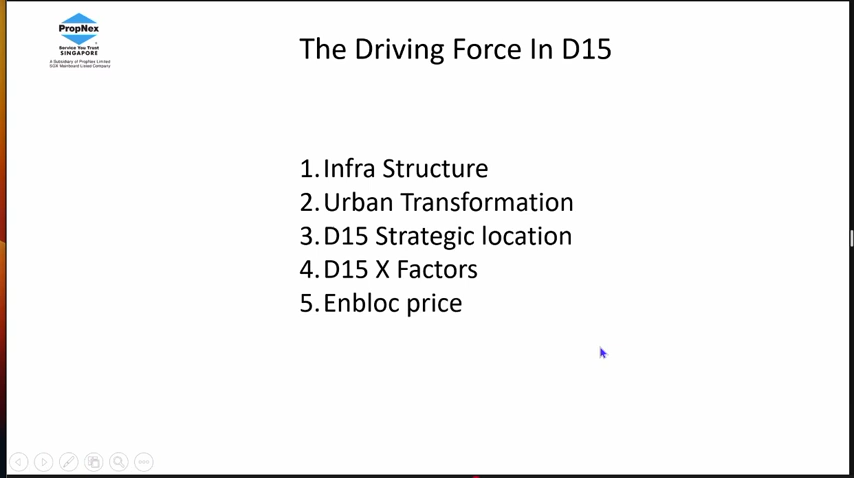 PropNex
Service You Trust
SINGAPORE
A Subsidiary of PropNex Limited
SGX Mainboard Listed Company
The Driving Force In D15
1. Infra Structure
2. Urban Transformation
3. D15 Strategic location
4. D15 X Factors
5. Enbloc price